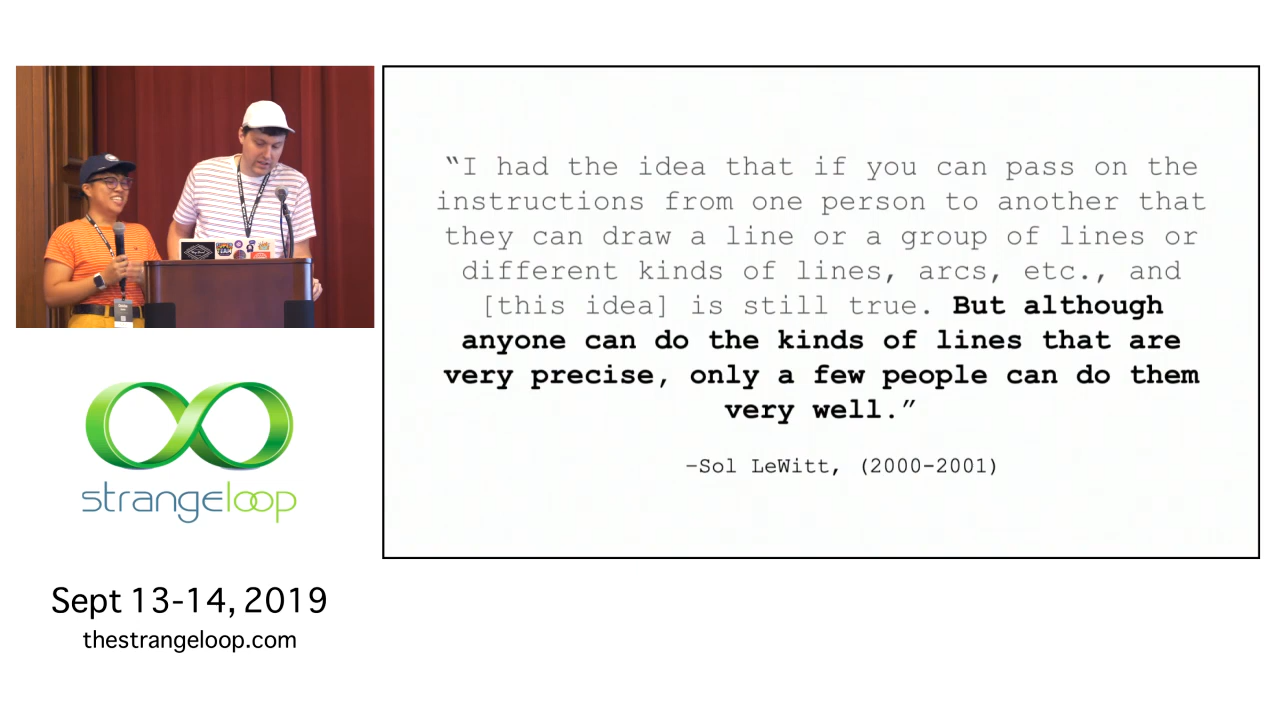 “I had the idea that if you can pass on the
instructions from one person to another that
they can draw a line or a group of lines or
different kinds of lines, arcs, etc., and
[this idea] is still true. But although
anyone can do the kinds of lines that are
very precise, only a few people can do them
very well.”
–Sol LeWitt, (2000-2001)
strangeloop
Sept 13-14, 2019
thestrangeloop.com